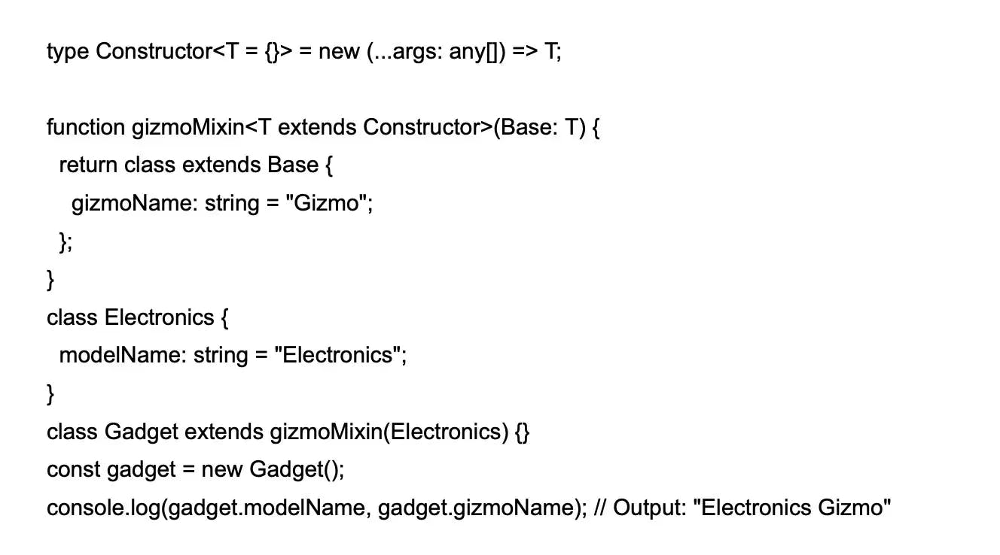 type Constructor<T = {}> = new (...args: any[]) => T;
function gizmoMixin<T extends Constructor>(Base: T) {
return class extends Base {
gizmoName: string = "Gizmo";
};
}
class Electronics {
modelName: string = "Electronics";
}
class Gadget extends gizmoMixin(Electronics) {}
const gadget = new Gadget();
console.log(gadget.modelName, gadget.gizmoName); // Output: "Electronics Gizmo"